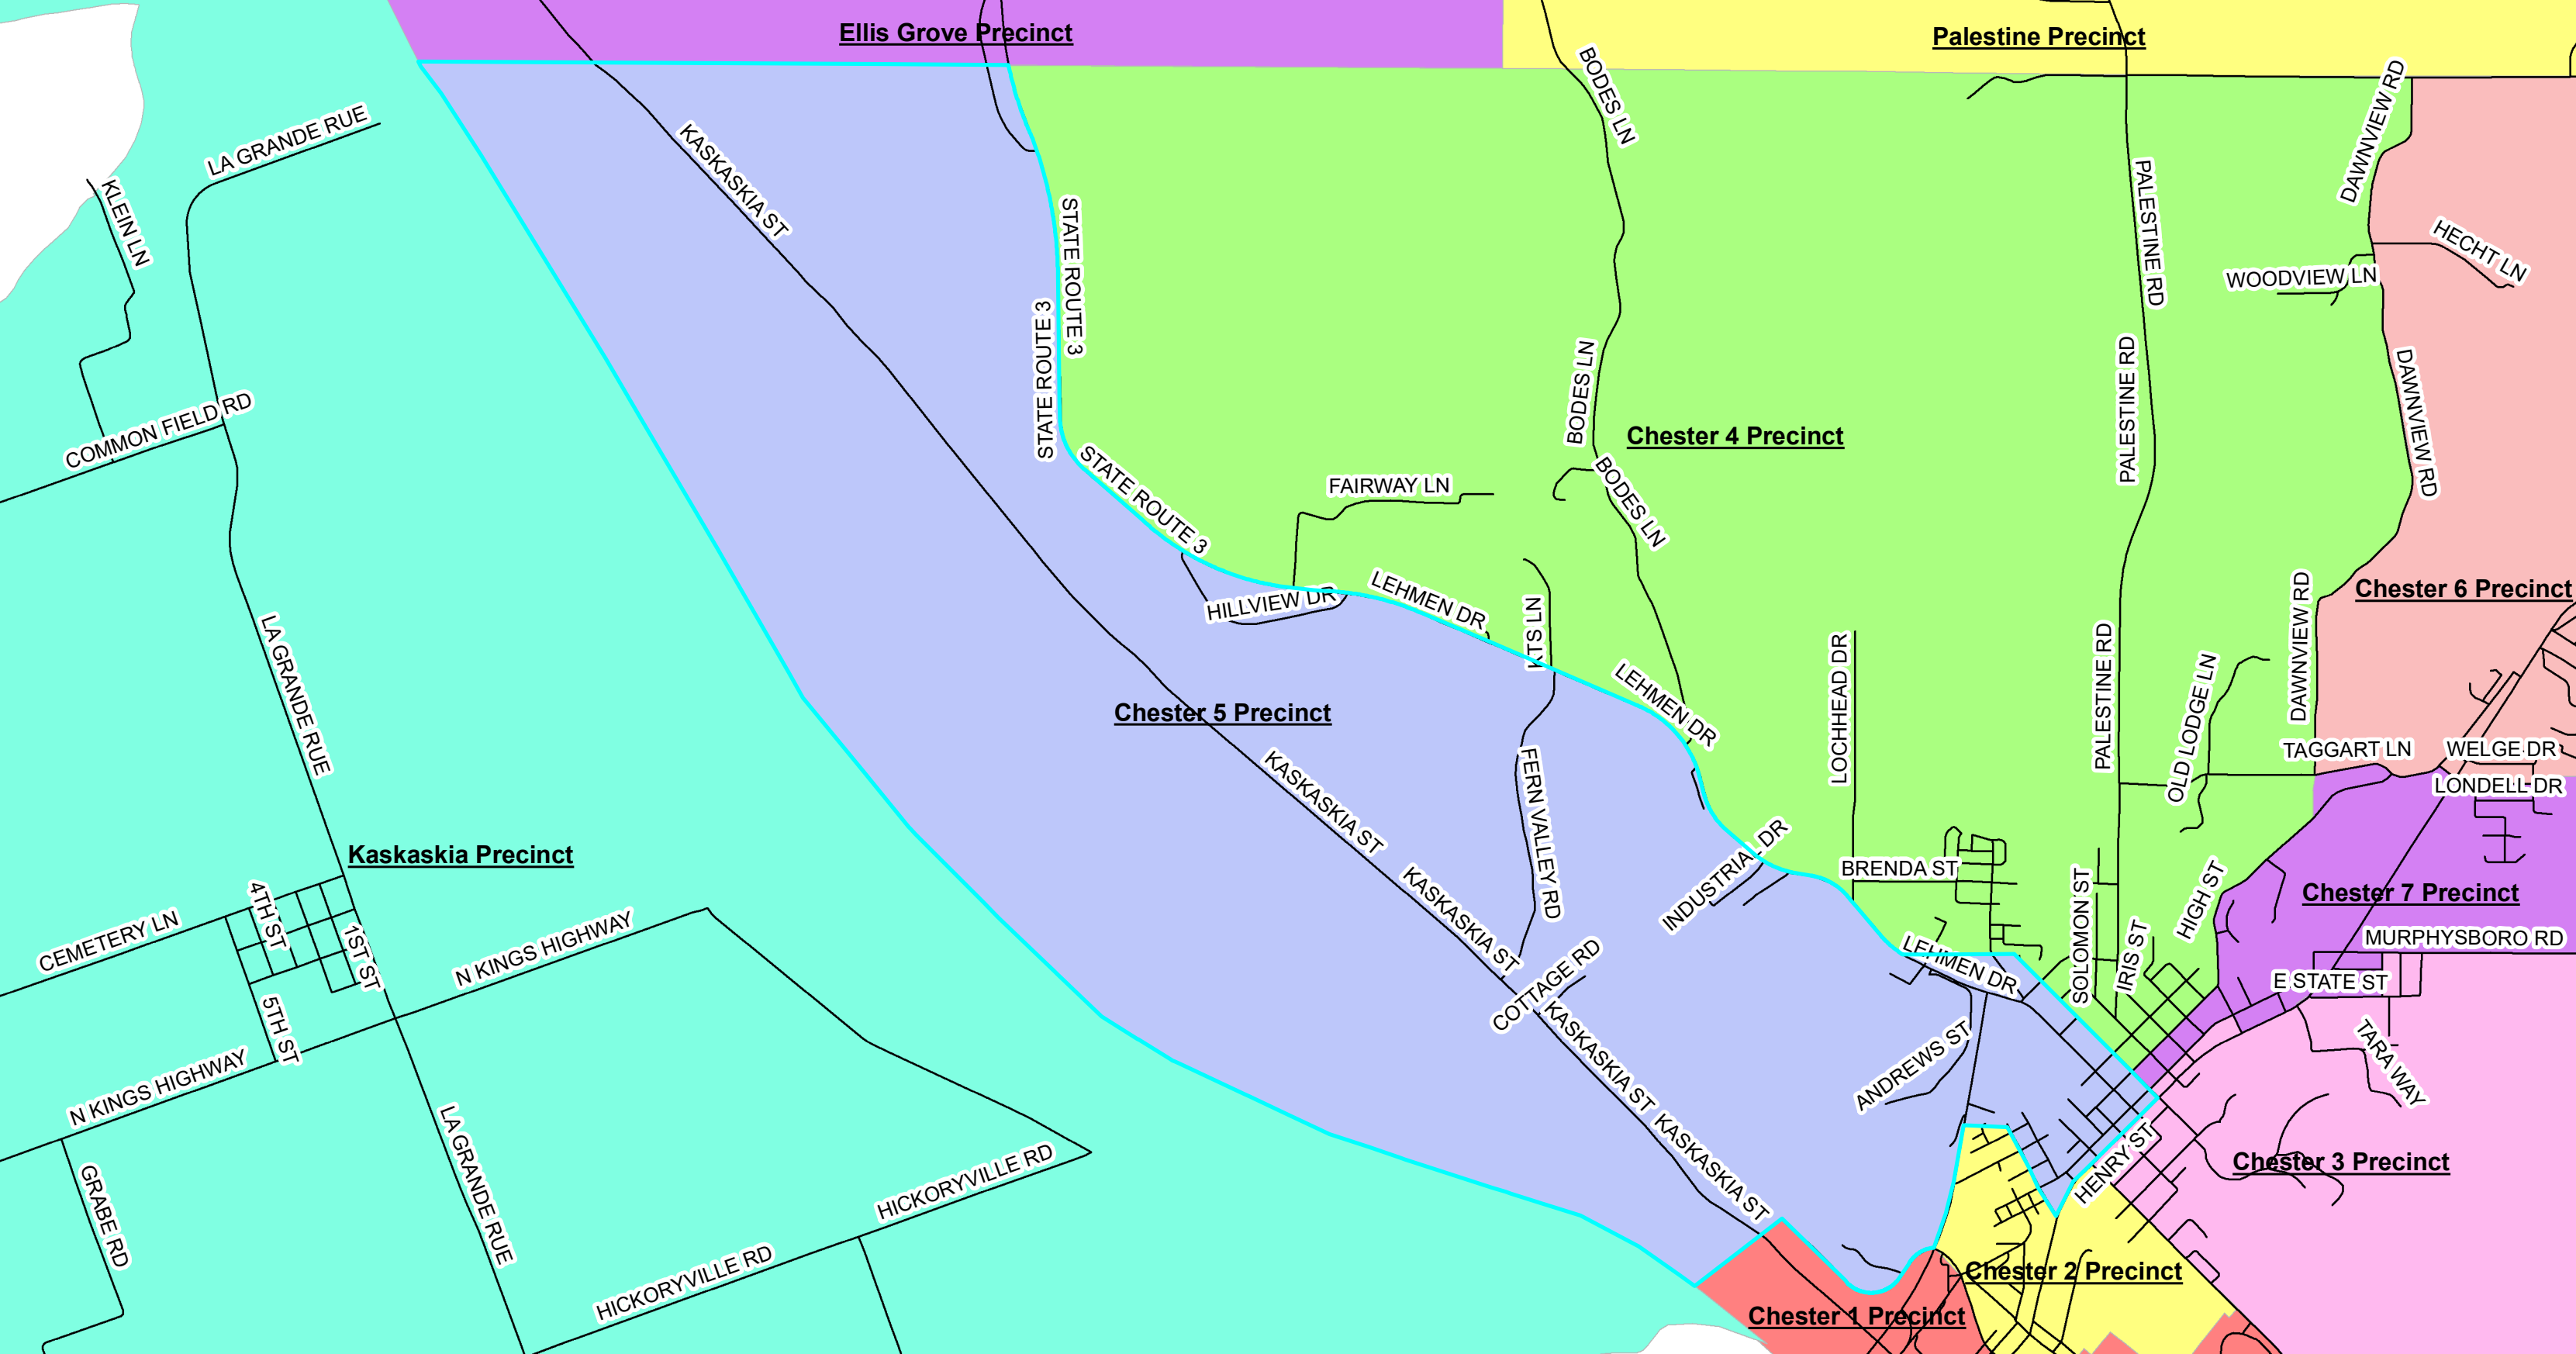 Ellis Grove Precinct
Palestine Precinct
BODES LN
DAWNVIEW RD
LA GRANDE RUE
KASKASKIA ST
KLEIN LN
PALESTINE RD
STATE ROUTE 3
HECHT LN
WOODVIEW LN
STATE ROUTE 3
BODES LN
PALESTINE RD
DAWNVIEW RD
COMMON FIELD RD
Chester 4 Precinct
STATE ROUTE 3
FAIRWAY LN
BODES LN
LEHMEN DR
HILLVIEW DR
KTS LN
Chester 6 Precinct
DAWNVIEW RD
LA GRANDE RUE
LOCHHEAD DR
PALESTINE RD
OLD LODGE LN
LEHMEN DR
Chester 5 Precinct
TAGGART LN
WELGE DR
LONDELL DR
KASKASKIA ST
FERN VALLEY RD
INDUSTRIAL DR
BRENDA ST
Kaskaskia Precinct
SOLOMON ST
HIGH ST
Chester 7 Precinct
4TH ST
CEMETERY LN
1ST ST
N KINGS HIGHWAY
KASKASKIA ST
COTTAGE RD
LEHMEN DR
IRIS ST
MURPHYSBORO RD
E STATE ST
5TH ST
N KINGS HIGHWAY
KASKASKIA ST
ANDREWS ST
TARA WAY
LA GRANDE RUE
GRABE RD
HICKORYVILLE RD
KASKASKIA ST
HENRY ST
Chester 3 Precinct
HICKORYVILLE RD
Chester 2 Precinct
Chester 1 Precinct